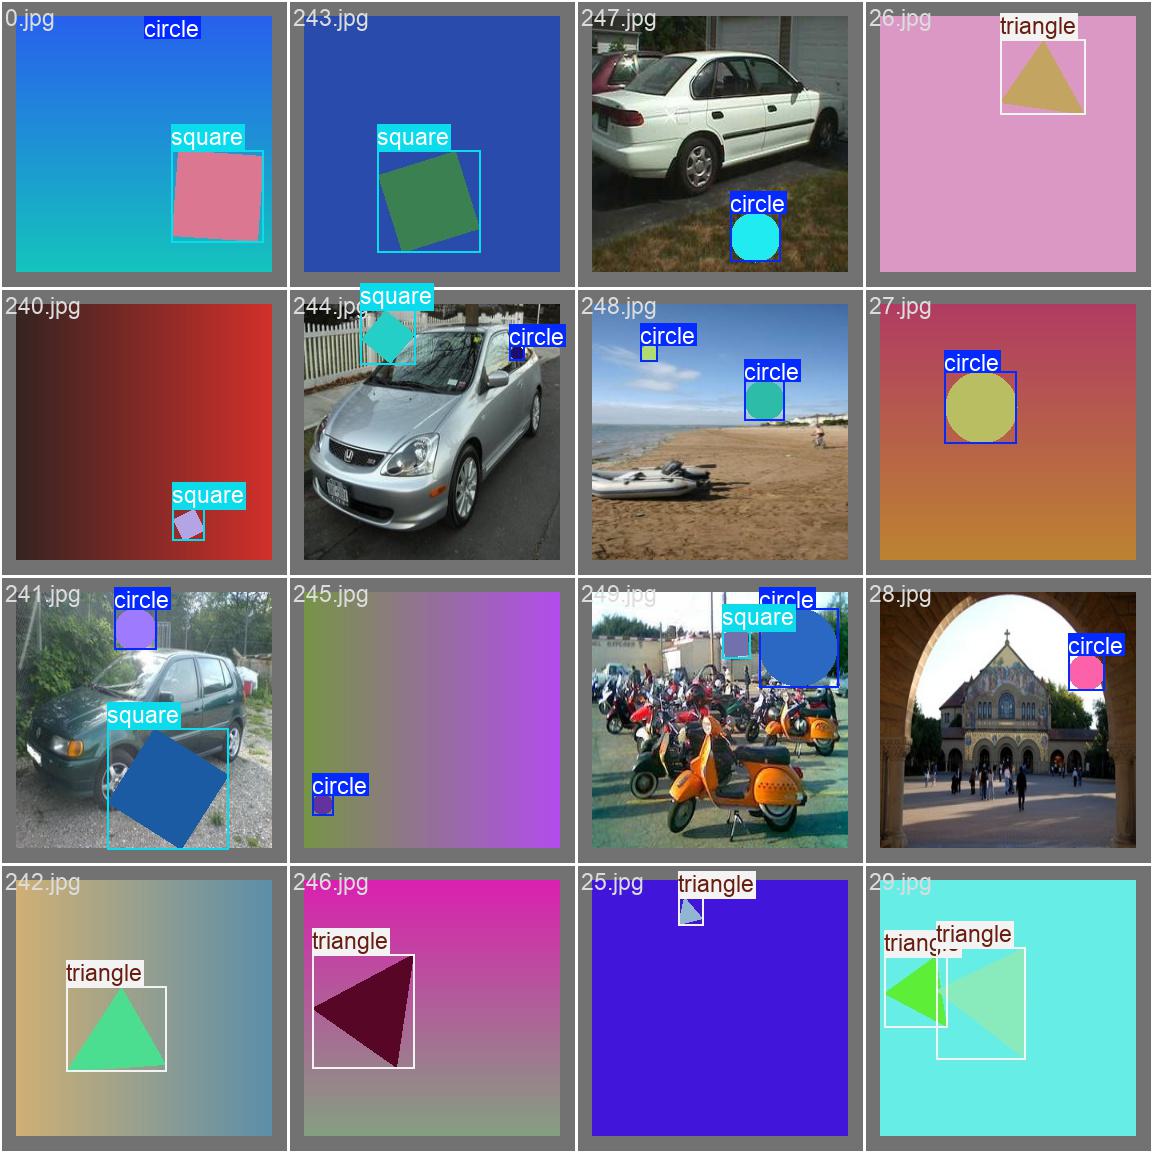 0.jpg
circle
square
243.jpg
square
247.jpg
circle
26.jpg
triangle
240.jpg
square
244.jpg
square
circle
248.jpg
circle
circle
27.jpg
circle
241.jpg
circle
square
245.jpg
circle
249.jpg
circle
square
28.jpg
circle
242.jpg
triangle
246.jpg
triangle
25.jpg
triangle
29.jpg
triangle